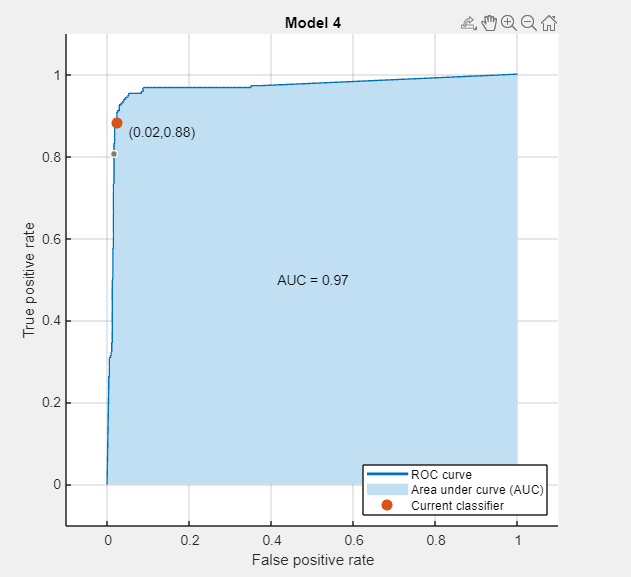 Model 4
1
0.8
0.6
0.4
0.2
0
True positive rate
(0.02,0.88)
AUC = 0.97
ROC curve
Area under curve (AUC)
Current classifier
0 0.2 0.4 0.6 0.8 1
False positive rate